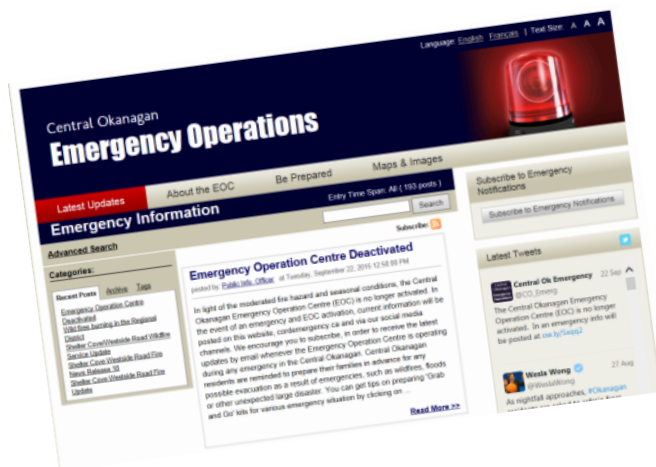 Language: English Français | Text Size: A A A
Central Okanagan
Emergency Operations
Latest Updates
About the EOC
Be Prepared
Maps & Images
Emergency Information
Entry Time Span: All ( 193 posts )
Search
Advanced Search
Subscribe:
Categories:
Recent Posts Archive Tags
Emergency Operation Centre
Deactivated
Wild fires burning in the Regional
District
Shelter Cove/Westside Road Wildfire
Service Update
Shelter Cove Westside Road Fire
News Release 18
Shelter Cove Westside Road Fire
Update
Emergency Operation Centre Deactivated
posted by Public Info. Officer, at Tuesday, September 22, 2015 12:58:00 PM
In light of the moderated fire hazard and seasonal conditions, the Central
Okanagan Emergency Operation Centre (EOC) is no longer activated. In
the event of an emergency and EOC activation, current information will be
posted on this website, cordemergency.ca and via our social media
channels. We encourage you to subscribe, in order to receive the latest
updates by email whenever the Emergency Operation Centre is operating
during any emergency in the Central Okanagan. Central Okanagan
residents are reminded to prepare their families in advance for any
possible evacuation as a result of emergencies, such as wildfires, floods
or other unexpected large disaster. You can get tips on preparing 'Grab
and Go' kits for various emergency situation by clicking on ...
Read More >>
Subscribe to Emergency
Notifications
Subscribe to Emergency Notifications
Latest Tweets
Central Ok Emergency 22 Sep
@CO_Emerg
The Central Okanagan Emergency
Operation Centre (EOC) is no longer
activated. In an emergency info will
be posted at
Wesla Wong 27 Aug
@WeslaWong
As nightfall approaches, #Okanagan